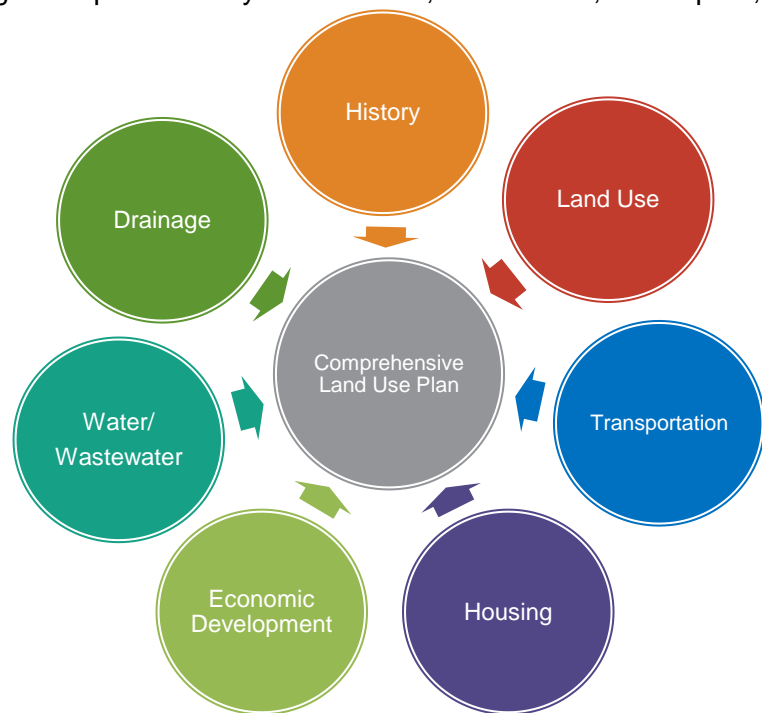 History
Land Use
Drainage
Comprehensive
Land Use Plan
Transportation
Water/
Wastewater
Economic
Development
Housing